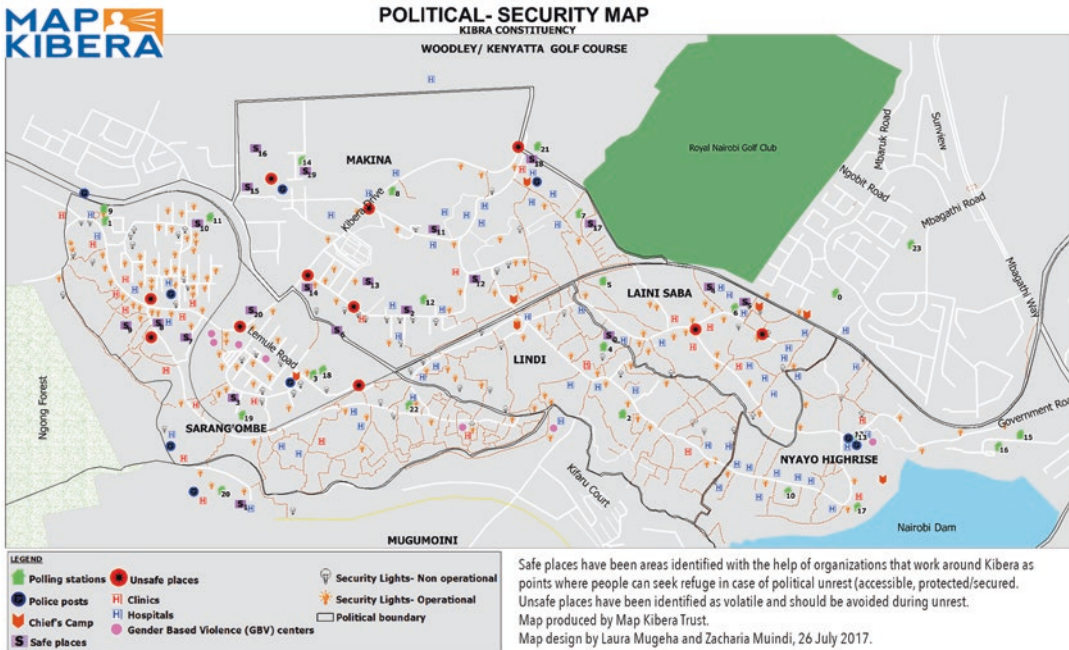 MAP
KIBERA
POLITICAL- SECURITY MAP
KIBRA CONSTITUENCY
WOODLEY/ KENYATTA GOLF COURSE
Royal Nairobi Golf Club
Mbaruk Road
Sunview
Ngobit Road
Mbagathi Road
Mbagathi Way
MAKINA
Kibera Drive
LAINI SABA
LINDI
Lemule Road
SARANG'OMBE
Ngong Forest
Government Road
NYAYO HIGHRISE
Kifaru Court
Nairobi Dam
MUGUMOINI
LEGEND
Polling stations
Unsafe places
Security Lights- Non operational
Police posts
Clinics
Security Lights- Operational
Chief's Camp
Hospitals
Political boundary
Safe places
Gender Based Violence (GBV) centers
Safe places have been areas identified with the help of organizations that work around Kibera as
points where people can seek refuge in case of political unrest (accessible, protected/secured.
Unsafe places have been identified as volatile and should be avoided during unrest.
Map produced by Map Kibera Trust.
Map design by Laura Mugeha and Zacharia Muindi, 26 July 2017.